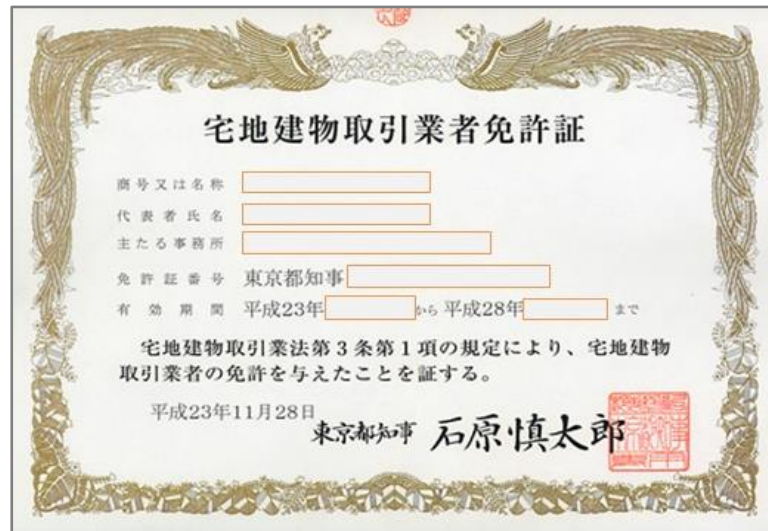 宅地建物取引業者免許証
商号又は名称
代表者氏名
主たる事務所
免許証番号 東京都知事
有効期間 平成23年 から 平成28年 まで
宅地建物取引業法第3条第1項の規定により、宅地建物
取引業者の免許を与えたことを証する。
平成23年11月28日
東京都知事 石原慎太郎